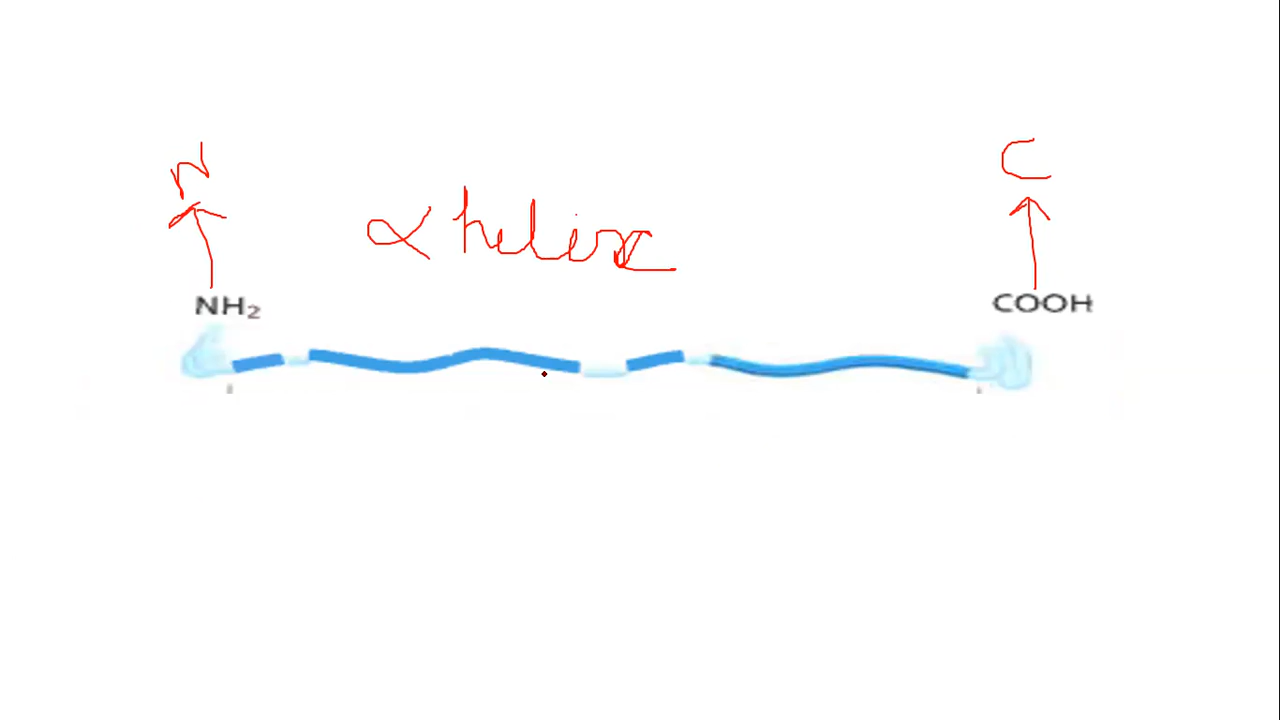 N
C
α helix
NH₂
COOH